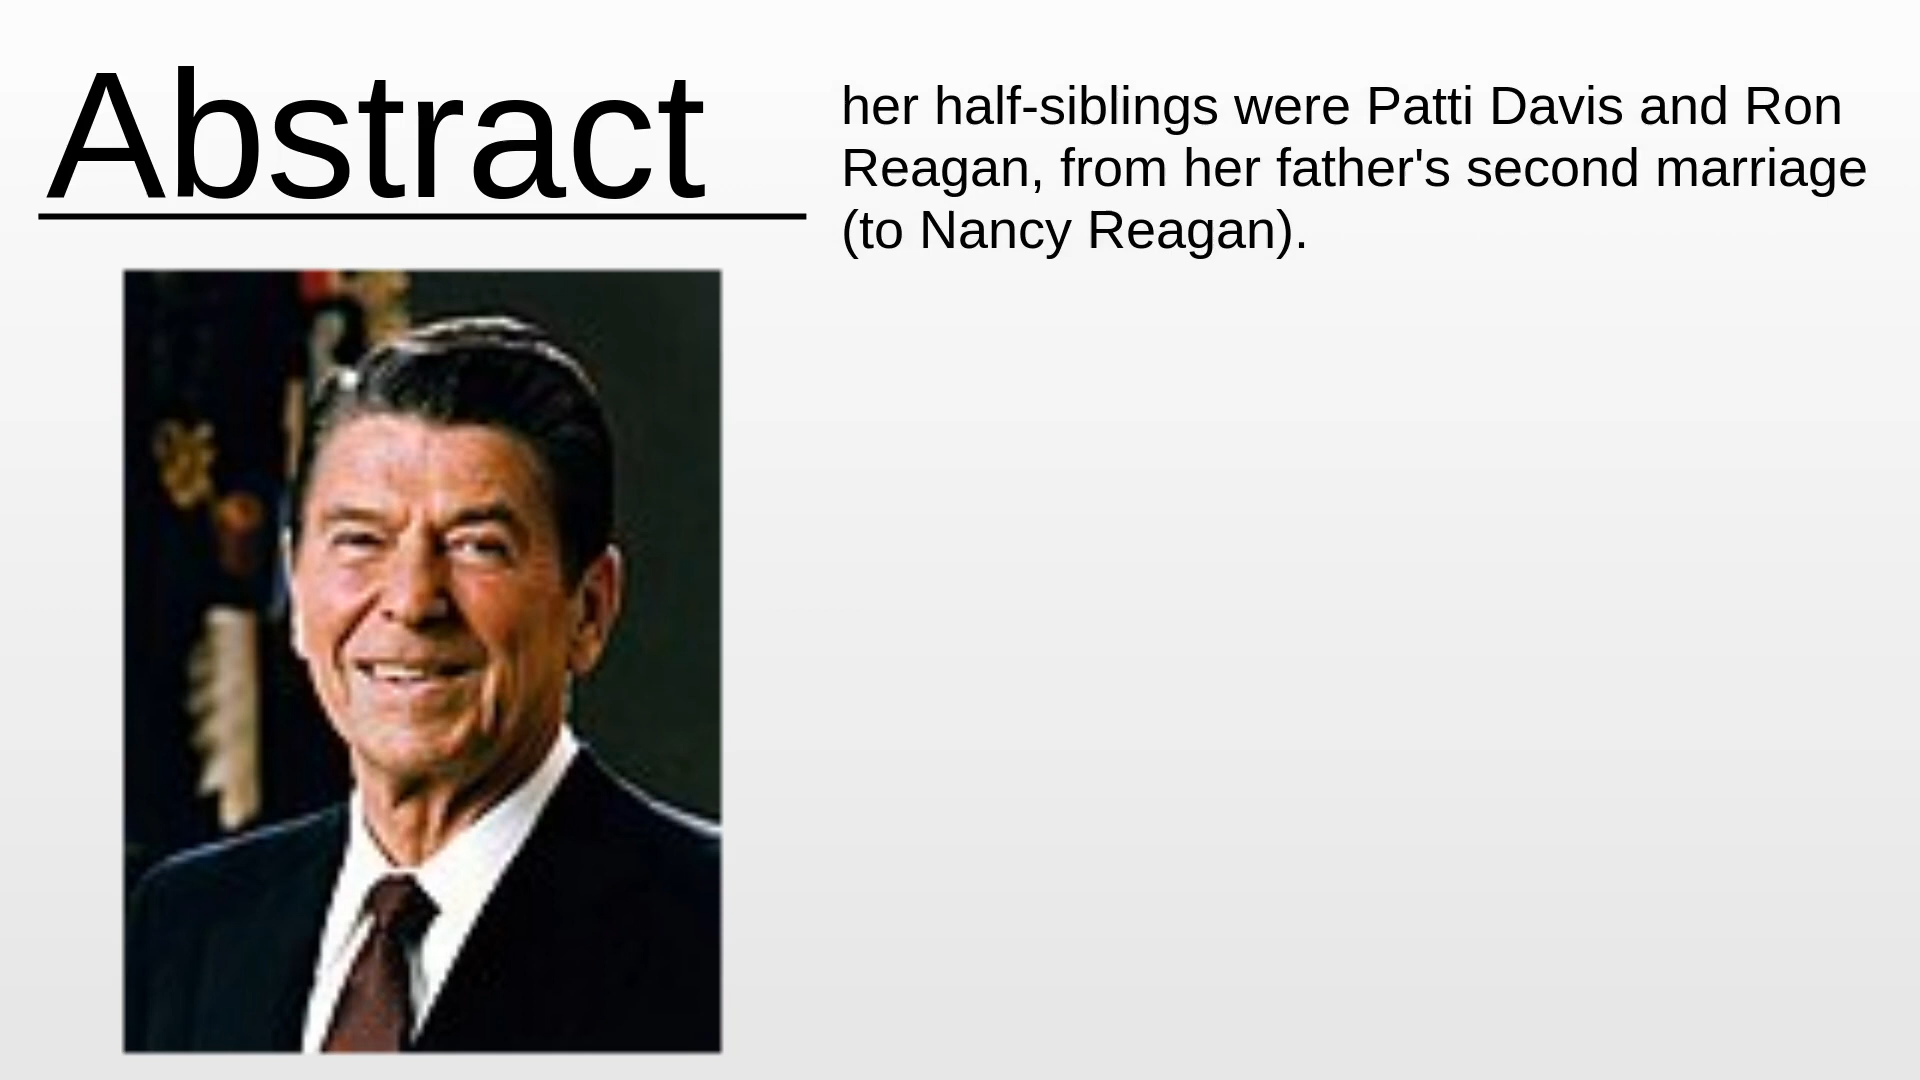 Abstract
her half-siblings were Patti Davis and Ron
Reagan, from her father's second marriage
(to Nancy Reagan).